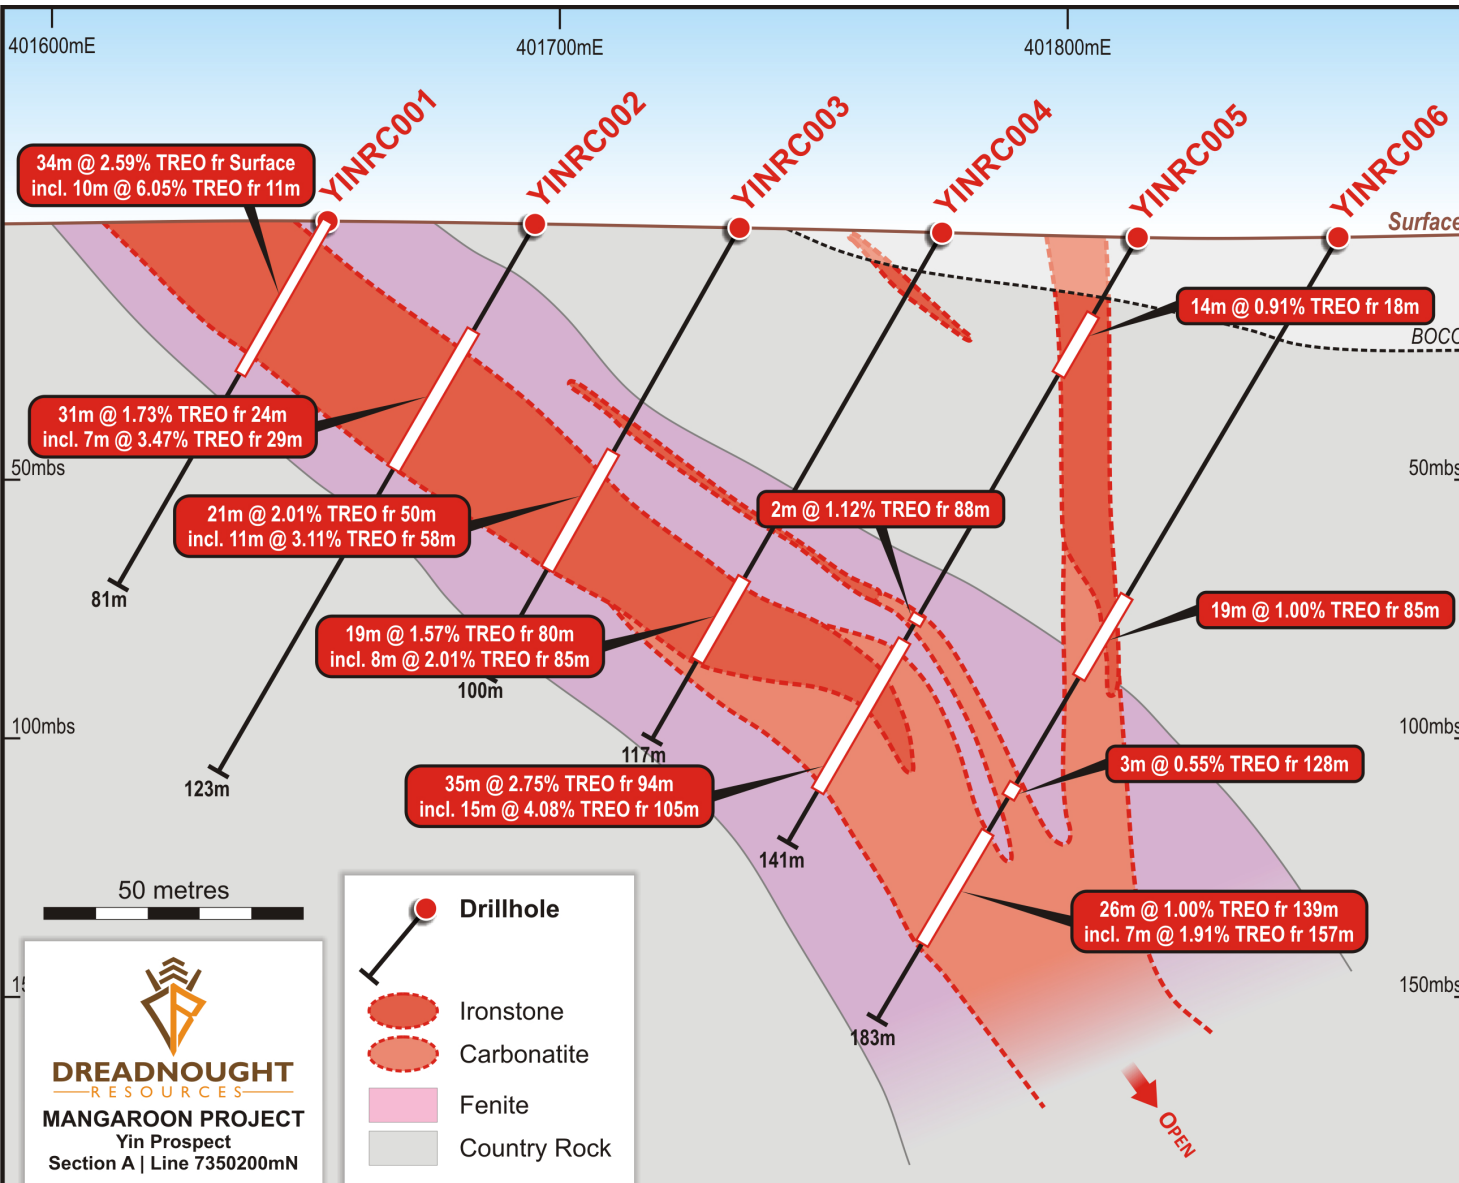 401600mE
401700mE
401800mE
YINRC001
YINRC002
YINRC003
YINRC004
YINRC005
YINRC006
34m @ 2.59% TREO fr Surface
incl. 10m @ 6.05% TREO fr 11m
Surface
14m @ 0.91% TREO fr 18m
BOCO
31m @ 1.73% TREO fr 24m
incl. 7m @ 3.47% TREO fr 29m
50mbs
50mbs
21m @ 2.01% TREO fr 50m
incl. 11m @ 3.11% TREO fr 58m
2m @ 1.12% TREO fr 88m
81m
19m @ 1.00% TREO fr 85m
19m @ 1.57% TREO fr 80m
incl. 8m @ 2.01% TREO fr 85m
100m
100mbs
100mbs
117m
3m @ 0.55% TREO fr 128m
123m
35m @ 2.75% TREO fr 94m
incl. 15m @ 4.08% TREO fr 105m
141m
50 metres
26m @ 1.00% TREO fr 139m
incl. 7m @ 1.91% TREO fr 157m
150mbs
183m
Drillhole
Ironstone
Carbonatite
Fenite
Country Rock
DREADNOUGHT
RESOURCES
MANGAROON PROJECT
Yin Prospect
Section A | Line 7350200mN
OPEN